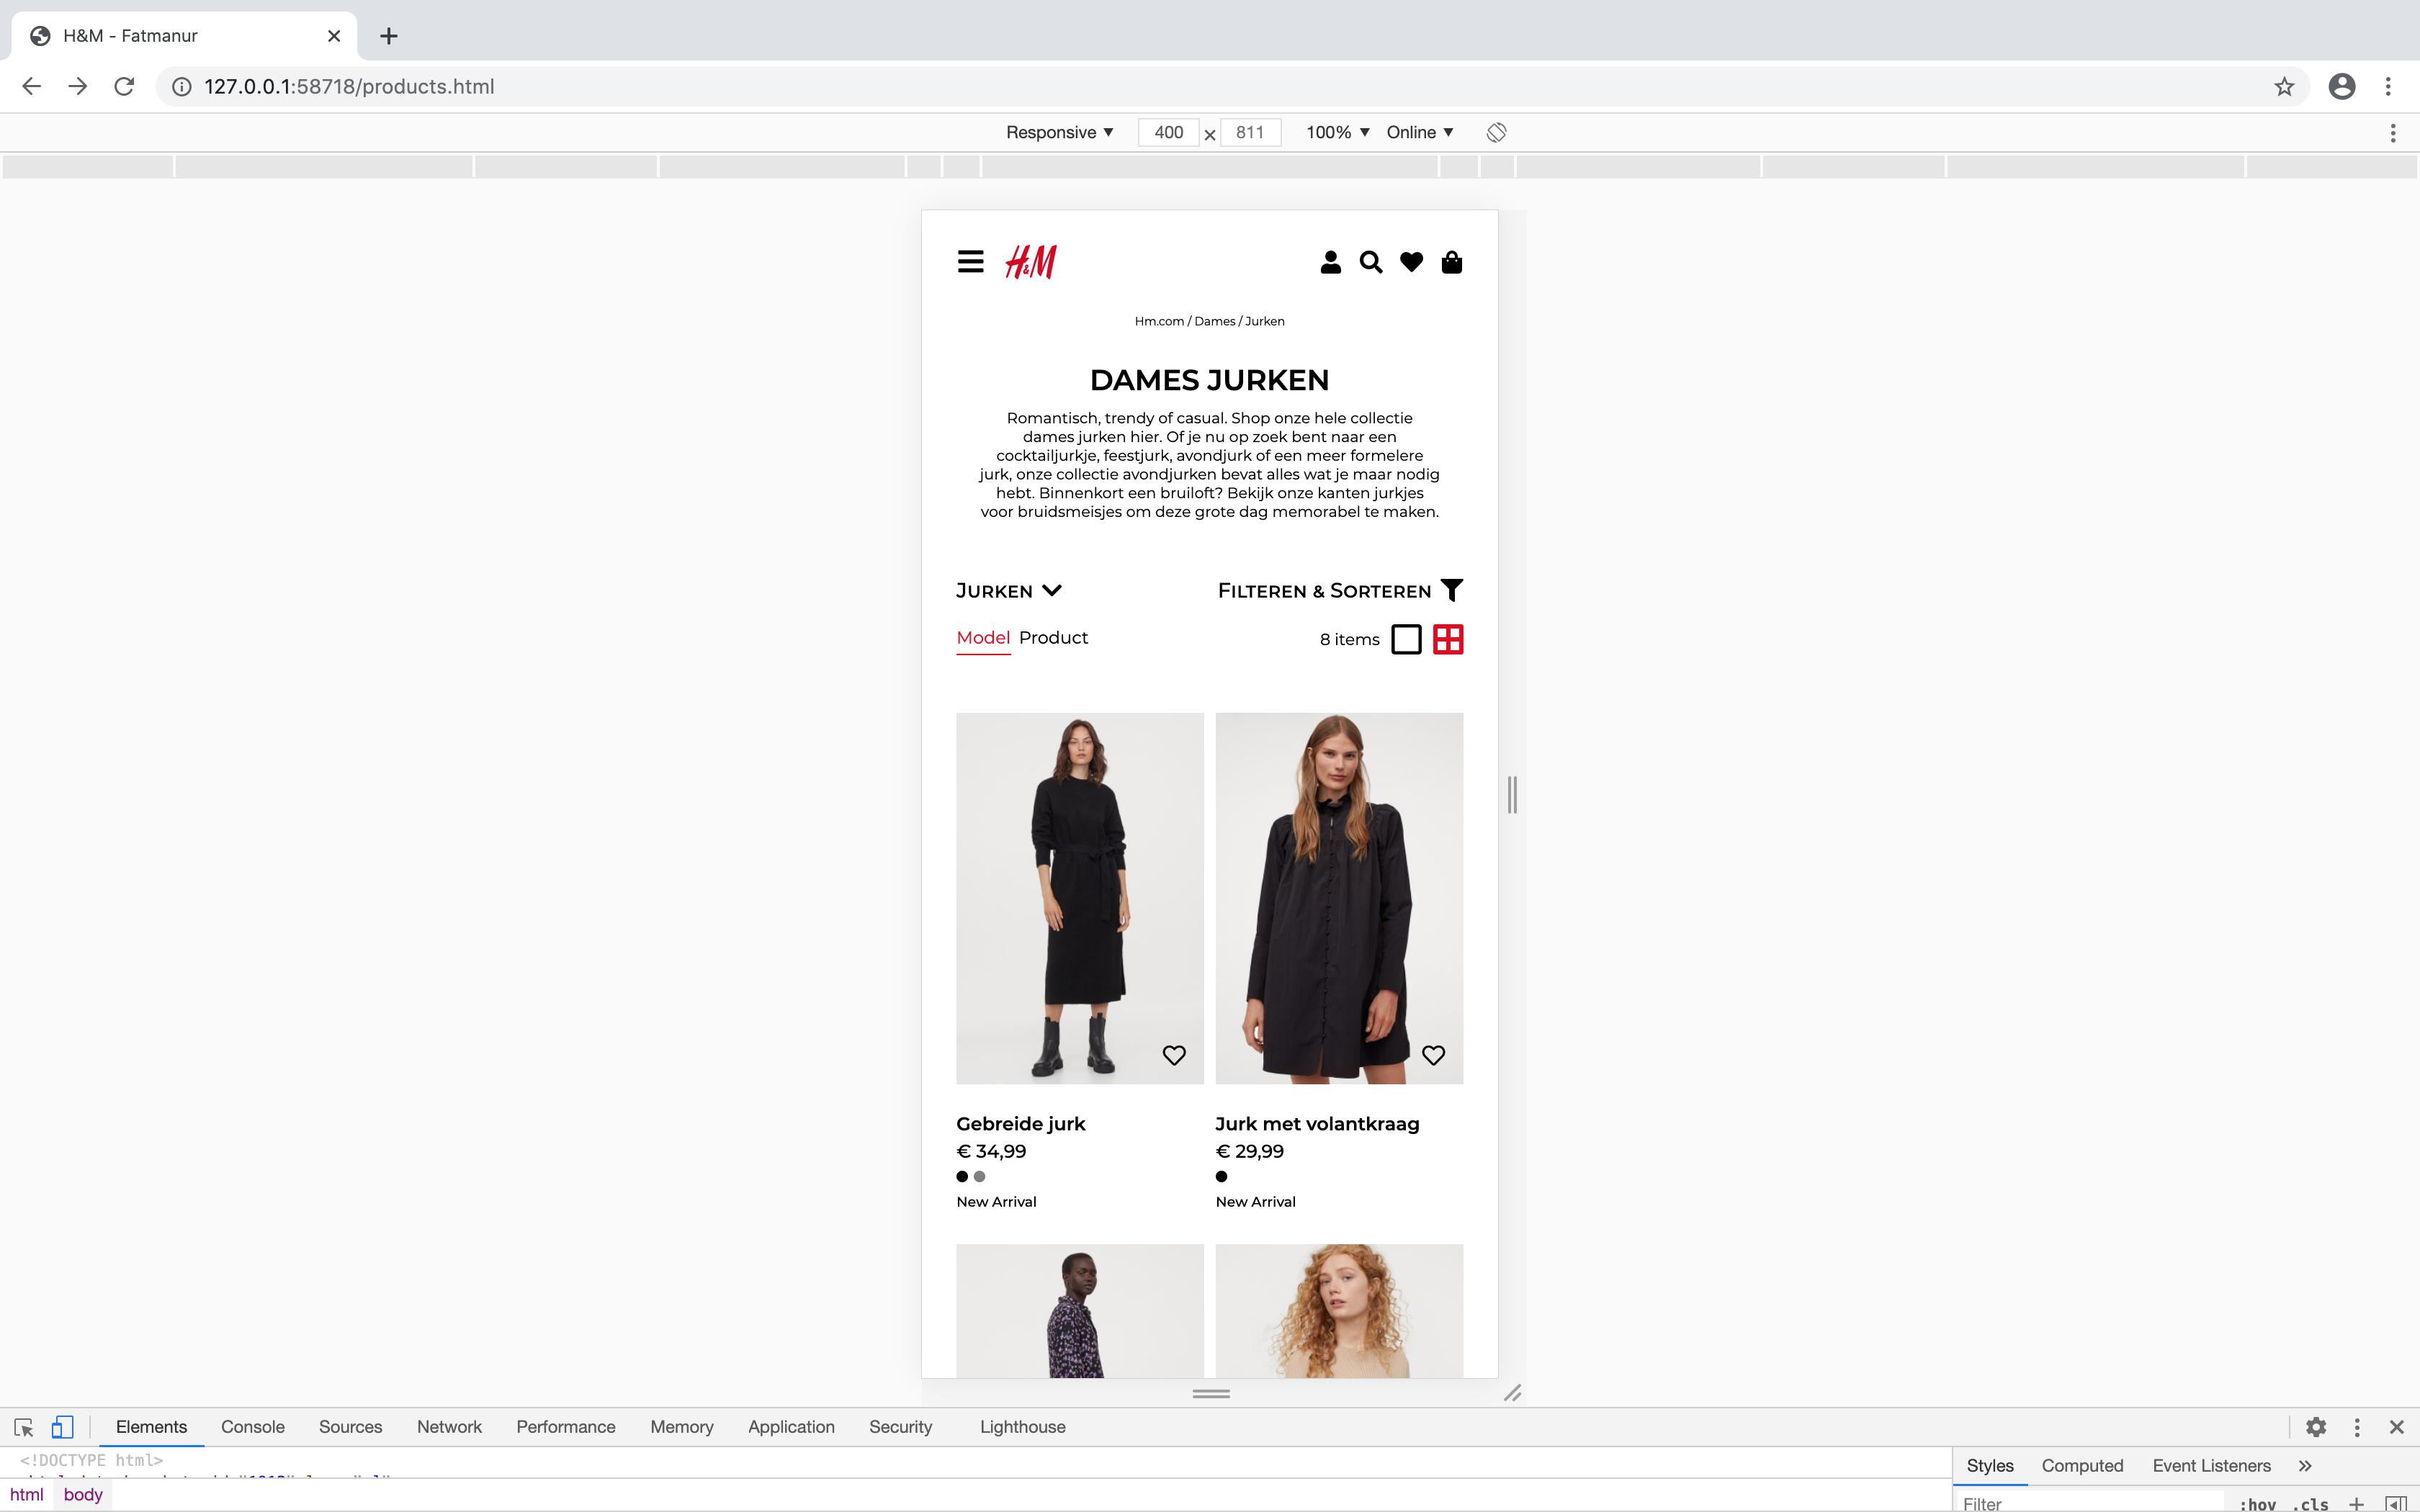 H&M - Fatmanur
127.0.0.1:58718/products.html
Responsive 400 × 811 100% Online
H&M
Hm.com / Dames / Jurken
DAMES JURKEN
Romantisch, trendy of casual. Shop onze hele collectie
dames jurken hier. Of je nu op zoek bent naar een
cocktailjurkje, feestjurk, avondjurk of een meer formelere
jurk, onze collectie avondjurken bevat alles wat je maar nodig
hebt. Binnenkort een bruiloft? Bekijk onze kanten jurkjes
voor bruidsmeisjes om deze grote dag memorabel te maken.
Jurken Filteren & Sorteren
Model Product 8 items
Gebreide jurk Jurk met volantkraag
€ 34,99 € 29,99
New Arrival New Arrival
Elements Console Sources Network Performance Memory Application Security Lighthouse
<!DOCTYPE html>
html body
Styles Computed Event Listeners »
Filter :hov .cls +